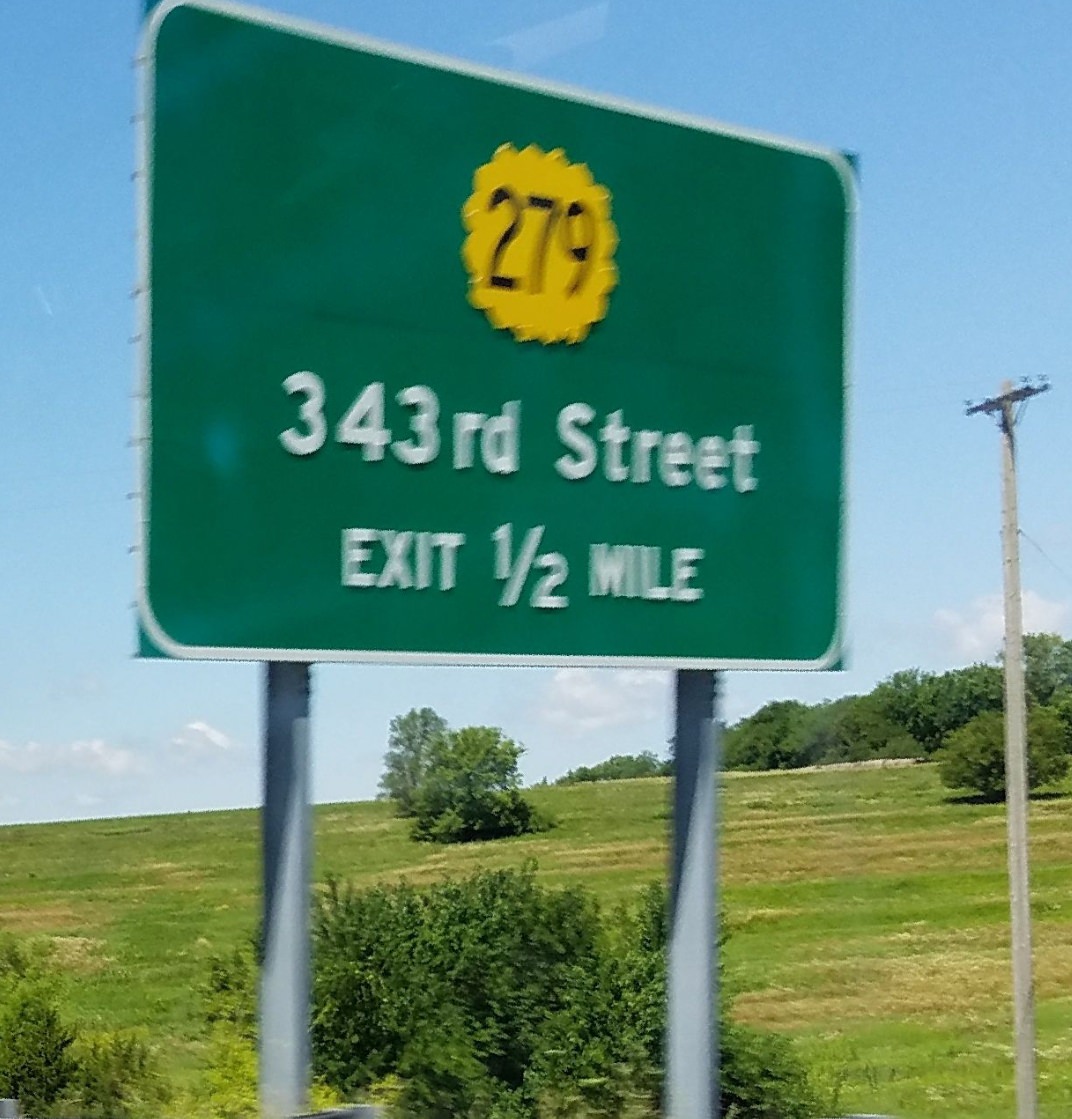 279
343rd Street
EXIT 1/2 MILE